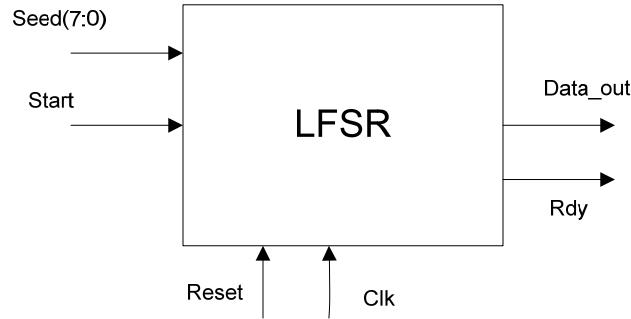 Seed(7:0)
Start
LFSR
Data_out
Rdy
Reset
Clk